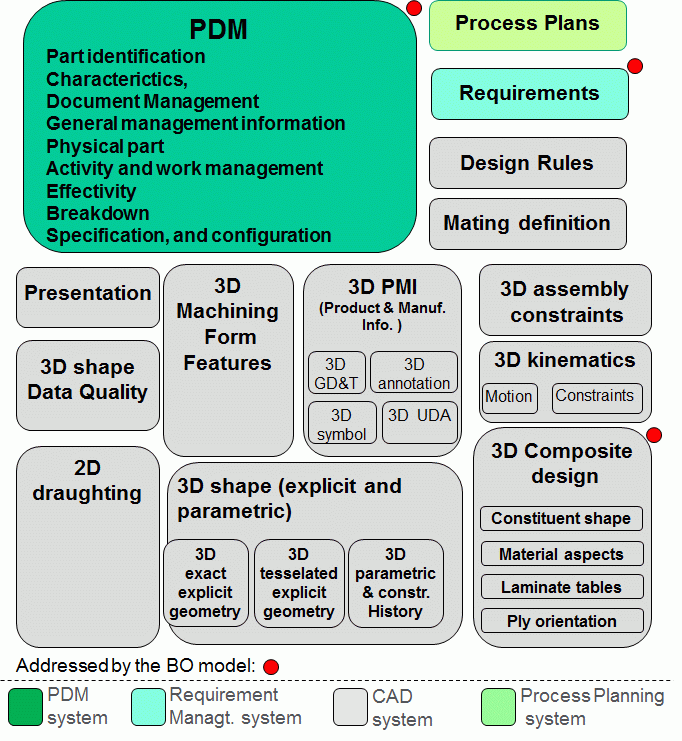 PDM
Part identification
Characterictics,
Document Management
General management information
Physical part
Activity and work management
Effectivity
Breakdown
Specification, and configuration
Process Plans
Requirements
Design Rules
Mating definition
Presentation
3D shape
Data Quality
2D
draughting
3D
Machining
Form
Features
3D PMI
(Product & Manuf.
Info. )
3D
GD&T
3D
annotation
3D
symbol
3D UDA
3D assembly
constraints
3D kinematics
Motion
Constraints
3D Composite
design
Constituent shape
Material aspects
Laminate tables
Ply orientation
3D shape (explicit and
parametric)
3D
exact
explicit
geometry
3D
tesselated
explicit
geometry
3D
parametric
& constr.
History
Addressed by the BO model:
PDM
system
Requirement
Managt. system
CAD
system
Process Planning
system